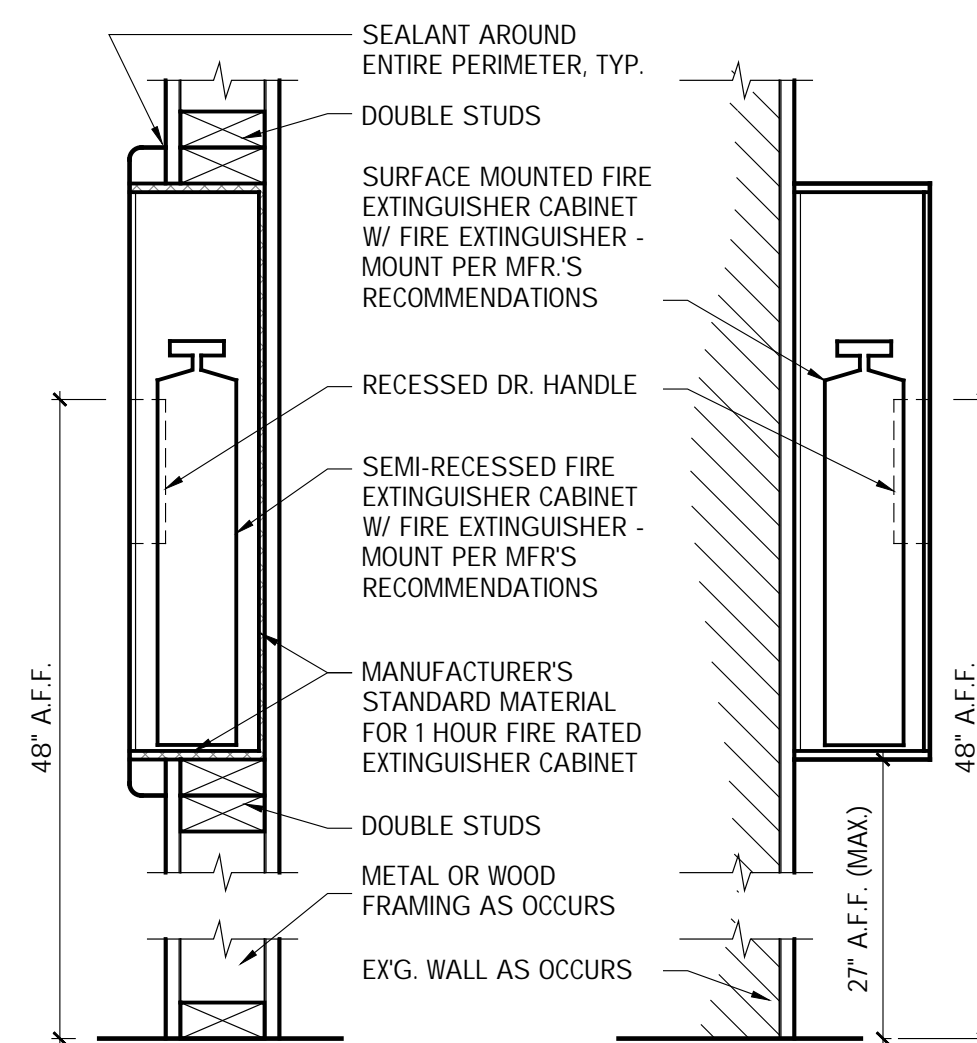 SEALANT AROUND
ENTIRE PERIMETER, TYP.
DOUBLE STUDS
SURFACE MOUNTED FIRE
EXTINGUISHER CABINET
W/ FIRE EXTINGUISHER -
MOUNT PER MFR.'S
RECOMMENDATIONS
RECESSED DR. HANDLE
SEMI-RECESSED FIRE
EXTINGUISHER CABINET
W/ FIRE EXTINGUISHER -
MOUNT PER MFR'S
RECOMMENDATIONS
MANUFACTURER'S
STANDARD MATERIAL
FOR 1 HOUR FIRE RATED
EXTINGUISHER CABINET
DOUBLE STUDS
METAL OR WOOD
FRAMING AS OCCURS
EX'G. WALL AS OCCURS
48" A.F.F.
27" A.F.F. (MAX.)
48" A.F.F.